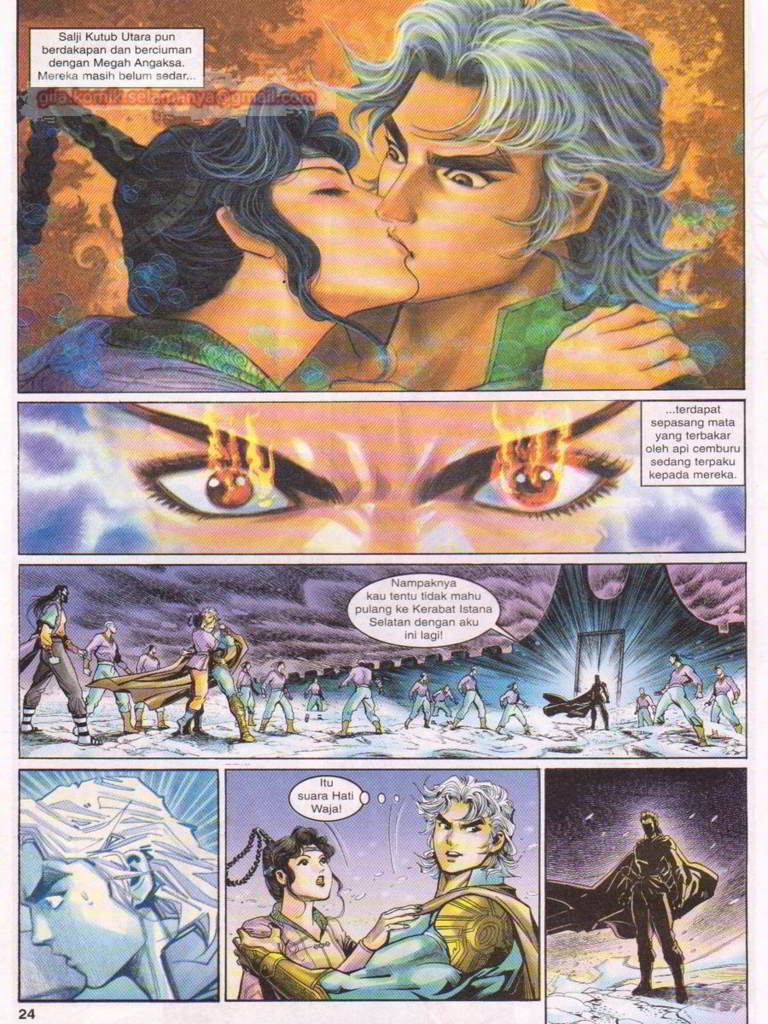 Salji Kutub Utara pun
berdakapan dan berciuman
dengan Megah Angaksa.
Mereka masih belum sedar...
gila.komik.selamanya@gmail.com
...terdapat
sepasang mata
yang terbakar
oleh api cemburu
sedang terpaku
kepada mereka.
Nampaknya
kau tentu tidak mahu
pulang ke Kerabat Istana
Selatan dengan aku
ini lagi!
Itu
suara Hati
Waja!
24